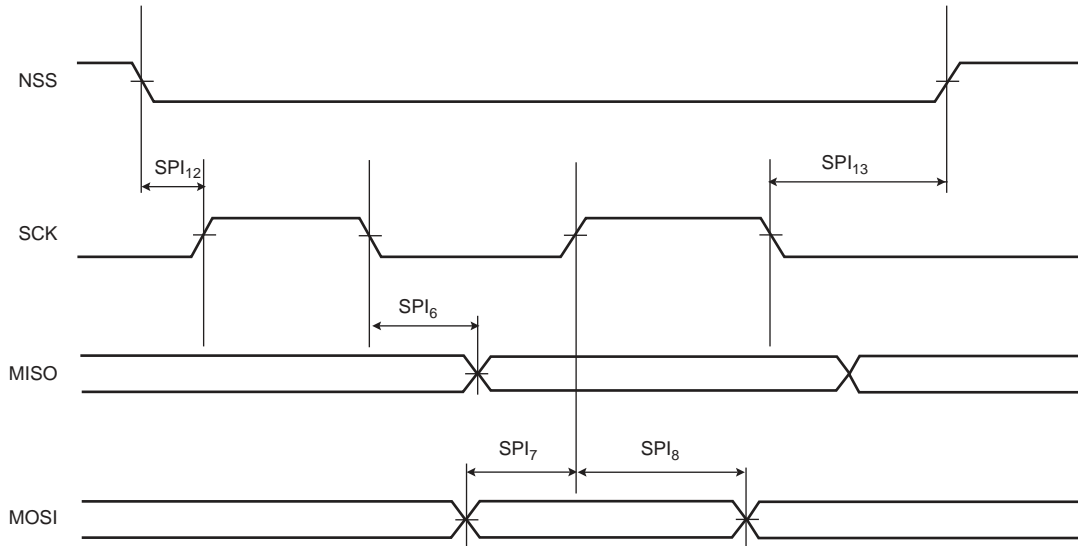 NSS
SPI₁₂
SPI₁₃
SCK
SPI₆
MISO
SPI₇
SPI₈
MOSI